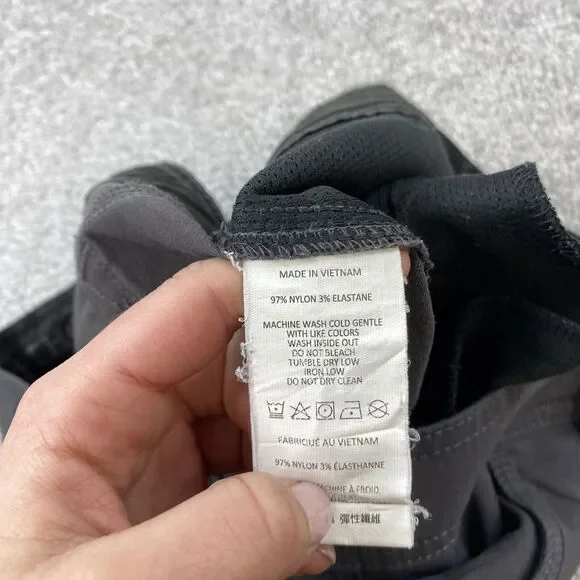 MADE IN VIETNAM
97% NYLON 3% ELASTANE
MACHINE WASH COLD GENTLE
WITH LIKE COLORS
WASH INSIDE OUT
DO NOT BLEACH
TUMBLE DRY LOW
IRON LOW
DO NOT DRY CLEAN
FABRIQUÉ AU VIETNAM
97% NYLON 3% ÉLASTHANNE
À FROID,
彈性纖維